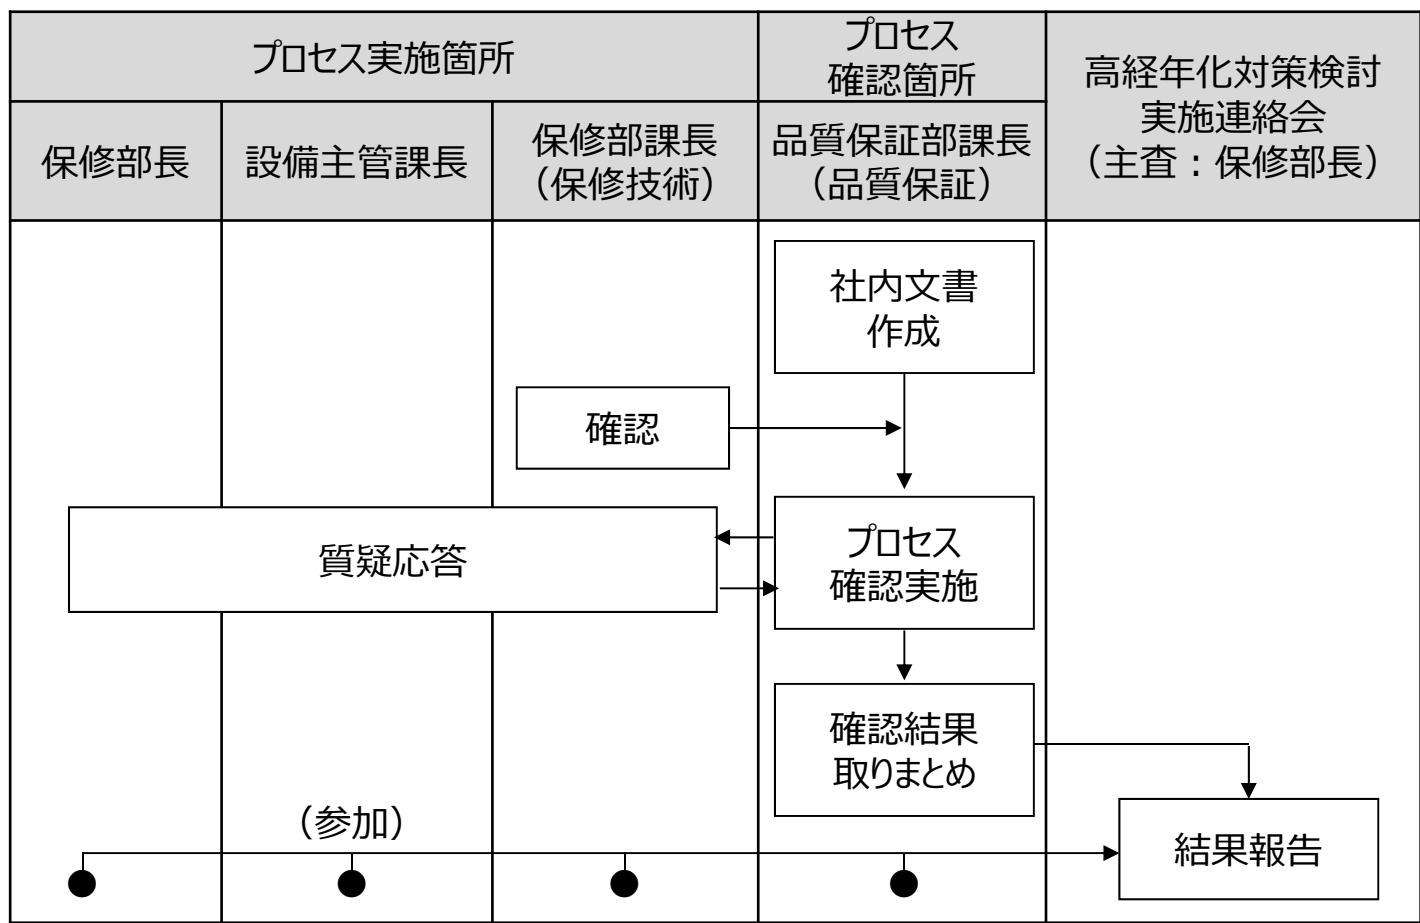 プロセス実施箇所
プロセス
確認箇所
高経年化対策検討
実施連絡会
（主査：保修部長）
保修部長
設備主管課長
保修部課長
（保修技術）
品質保証部課長
（品質保証）
社内文書
作成
確認
質疑応答
プロセス
確認実施
確認結果
取りまとめ
（参加）
結果報告